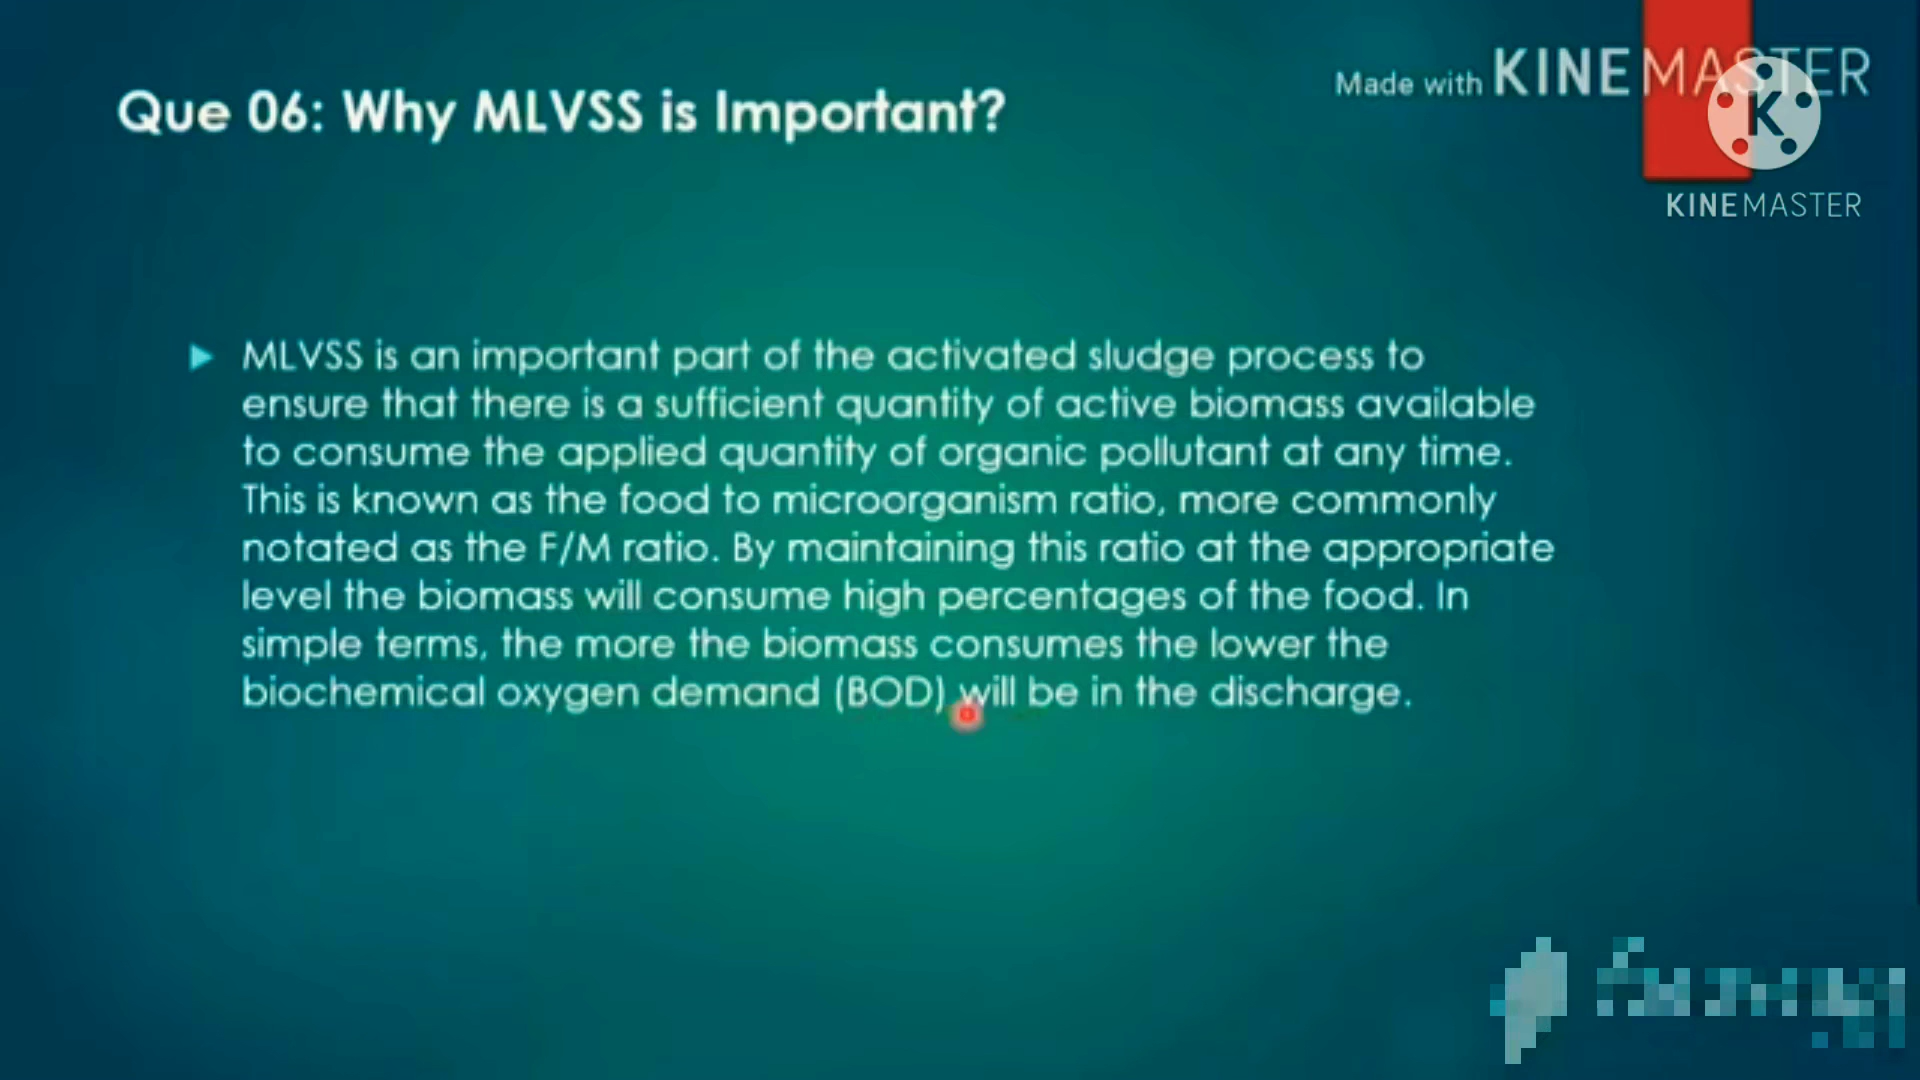 Que 06: Why MLVSS is Important?
Made with KINEMASTER
K
KINEMASTER
MLVSS is an important part of the activated sludge process to
ensure that there is a sufficient quantity of active biomass available
to consume the applied quantity of organic pollutant at any time.
This is known as the food to microorganism ratio, more commonly
notated as the F/M ratio. By maintaining this ratio at the appropriate
level the biomass will consume high percentages of the food. In
simple terms, the more the biomass consumes the lower the
biochemical oxygen demand (BOD) will be in the discharge.